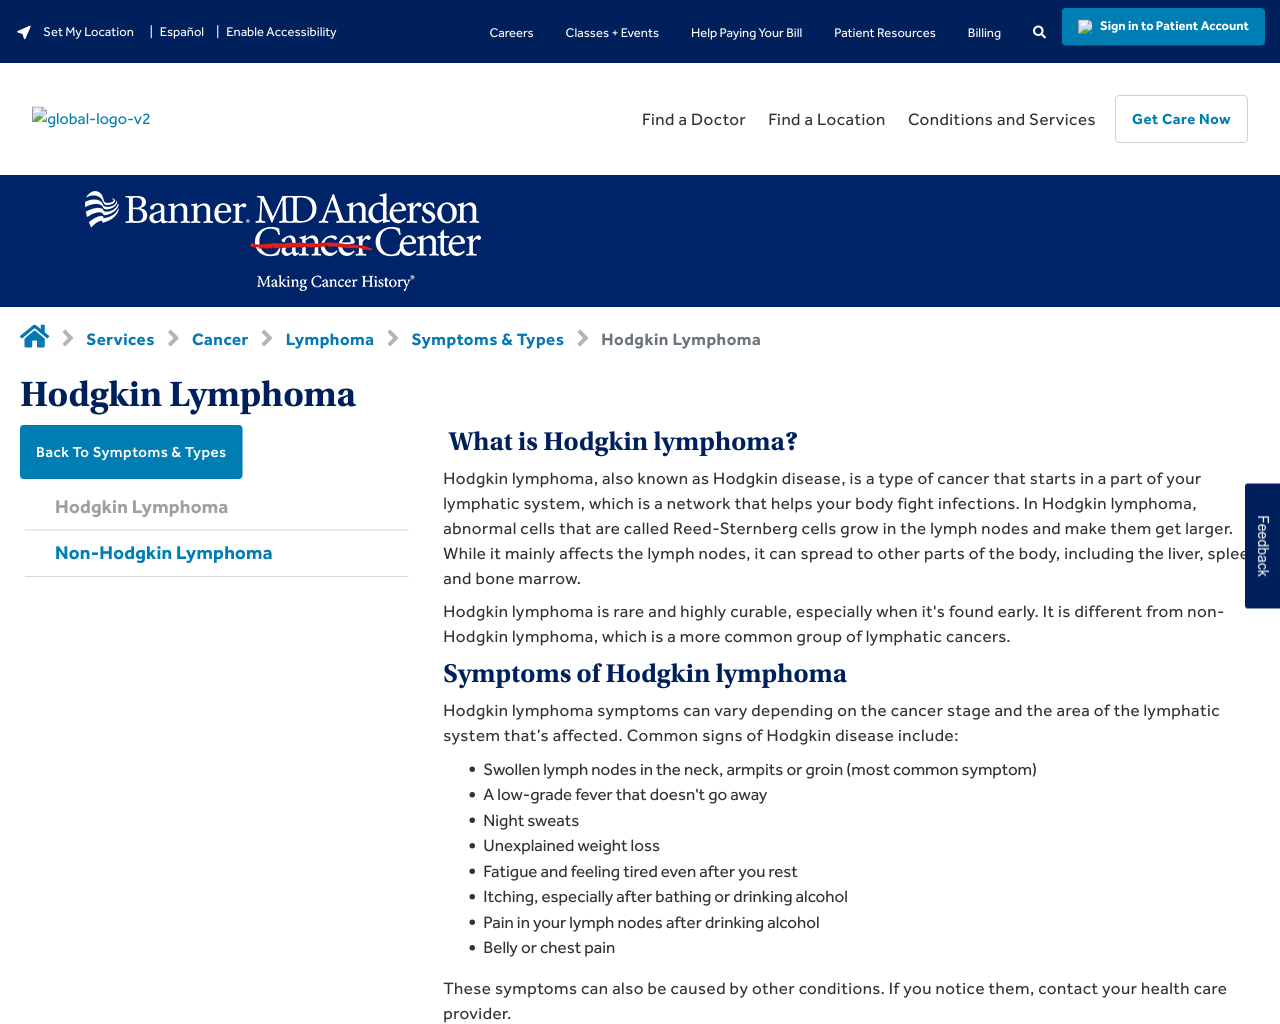 Set My Location | Español | Enable Accessibility
Careers Classes + Events Help Paying Your Bill Patient Resources Billing Sign in to Patient Account
global-logo-v2 Find a Doctor Find a Location Conditions and Services Get Care Now
Banner® MD Anderson
Cancer Center
Making Cancer History®
Services Cancer Lymphoma Symptoms & Types Hodgkin Lymphoma
Hodgkin Lymphoma
Back To Symptoms & Types
Hodgkin Lymphoma
Non-Hodgkin Lymphoma
What is Hodgkin lymphoma?
Hodgkin lymphoma, also known as Hodgkin disease, is a type of cancer that starts in a part of your
lymphatic system, which is a network that helps your body fight infections. In Hodgkin lymphoma,
abnormal cells that are called Reed-Sternberg cells grow in the lymph nodes and make them get larger.
While it mainly affects the lymph nodes, it can spread to other parts of the body, including the liver,
and bone marrow.
Hodgkin lymphoma is rare and highly curable, especially when it's found early. It is different from non-
Hodgkin lymphoma, which is a more common group of lymphatic cancers.
Symptoms of Hodgkin lymphoma
Hodgkin lymphoma symptoms can vary depending on the cancer stage and the area of the lymphatic
system that’s affected. Common signs of Hodgkin disease include:
• Swollen lymph nodes in the neck, armpits or groin (most common symptom)
• A low-grade fever that doesn't go away
• Night sweats
• Unexplained weight loss
• Fatigue and feeling tired even after you rest
• Itching, especially after bathing or drinking alcohol
• Pain in your lymph nodes after drinking alcohol
• Belly or chest pain
These symptoms can also be caused by other conditions. If you notice them, contact your health care
provider.
Feedback